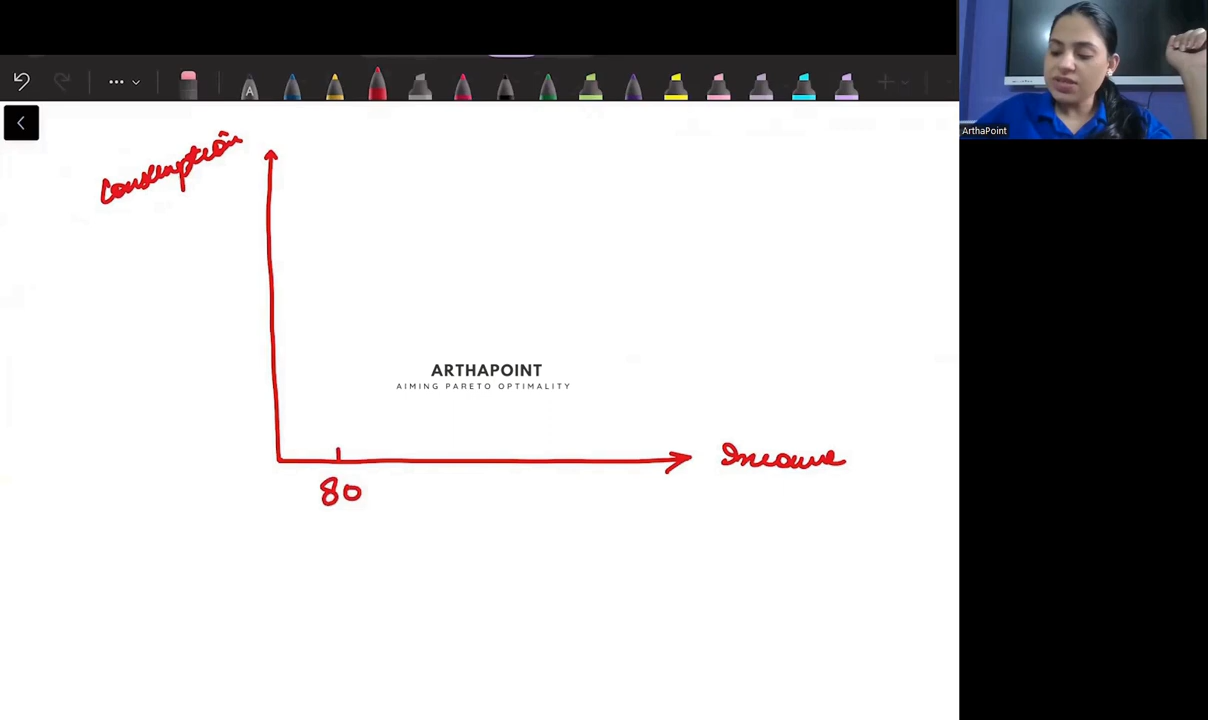 ArthaPoint
Consumption
ARTHAPOINT
AIMING PARETO OPTIMALITY
Income
80